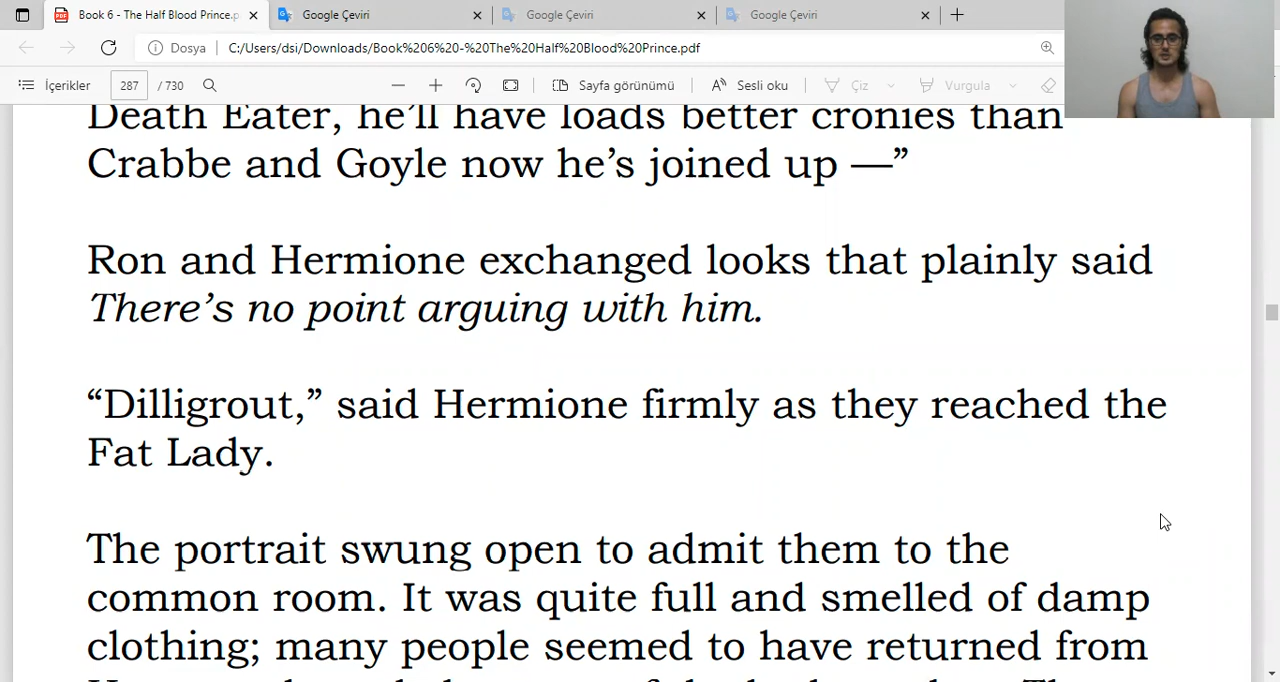 Book 6 - The Half Blood Prince.p
Google Çeviri
Google Çeviri
Google Çeviri
Dosya
C:/Users/dsi/Downloads/Book%206%20-%20The%20Half%20Blood%20Prince.pdf
İçerikler
287
/ 730
Sayfa görünümü
Sesli oku
Çiz
Vurgula
Death Eater, he’ll have loads better cronies than
Crabbe and Goyle now he’s joined up —”
Ron and Hermione exchanged looks that plainly said
There’s no point arguing with him.
“Dilligrout,” said Hermione firmly as they reached the
Fat Lady.
The portrait swung open to admit them to the
common room. It was quite full and smelled of damp
clothing; many people seemed to have returned from